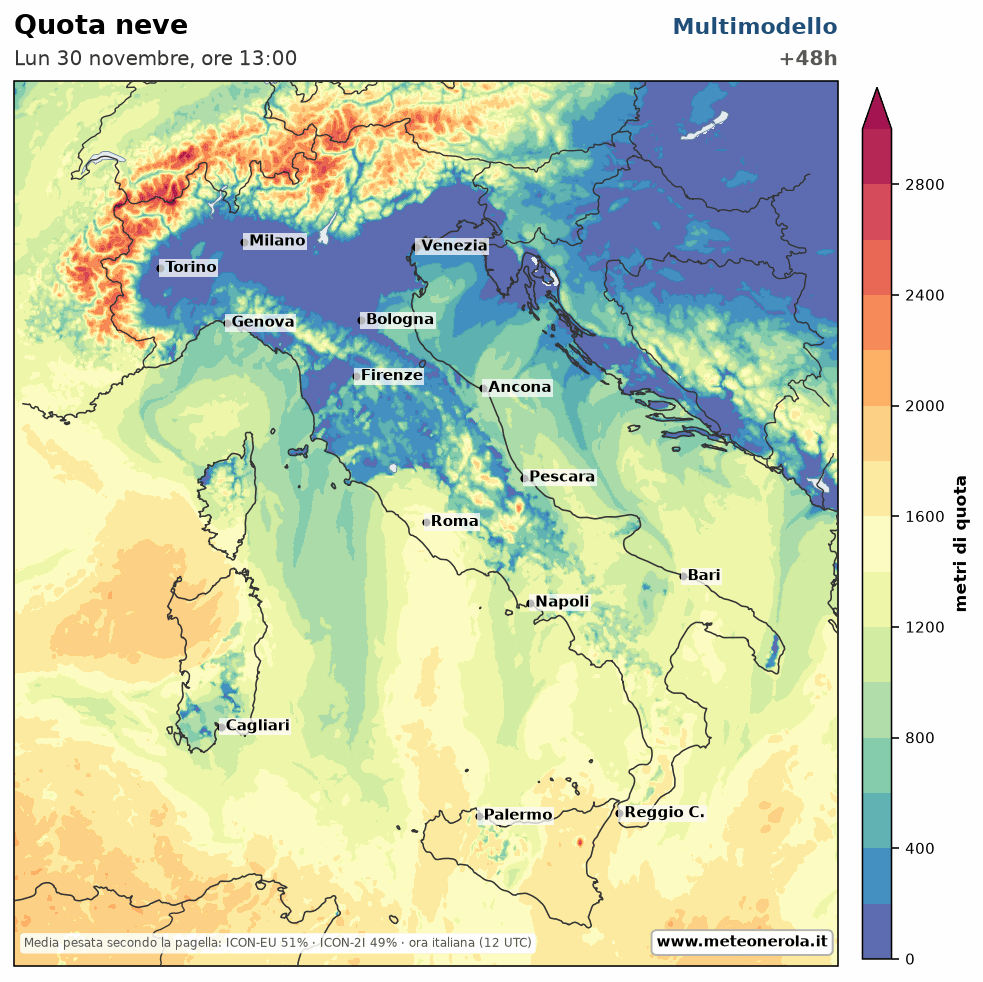 Quota neve
Multimodello
Lun 30 novembre, ore 13:00
+48h
Milano
Venezia
Torino
Genova
Bologna
Firenze
Ancona
Pescara
Roma
Bari
Napoli
Cagliari
Palermo
Reggio C.
2800
2400
2000
1600
1200
800
400
0
metri di quota
Media pesata secondo la pagella: ICON-EU 51% · ICON-2I 49% · ora italiana (12 UTC)
www.meteonerola.it